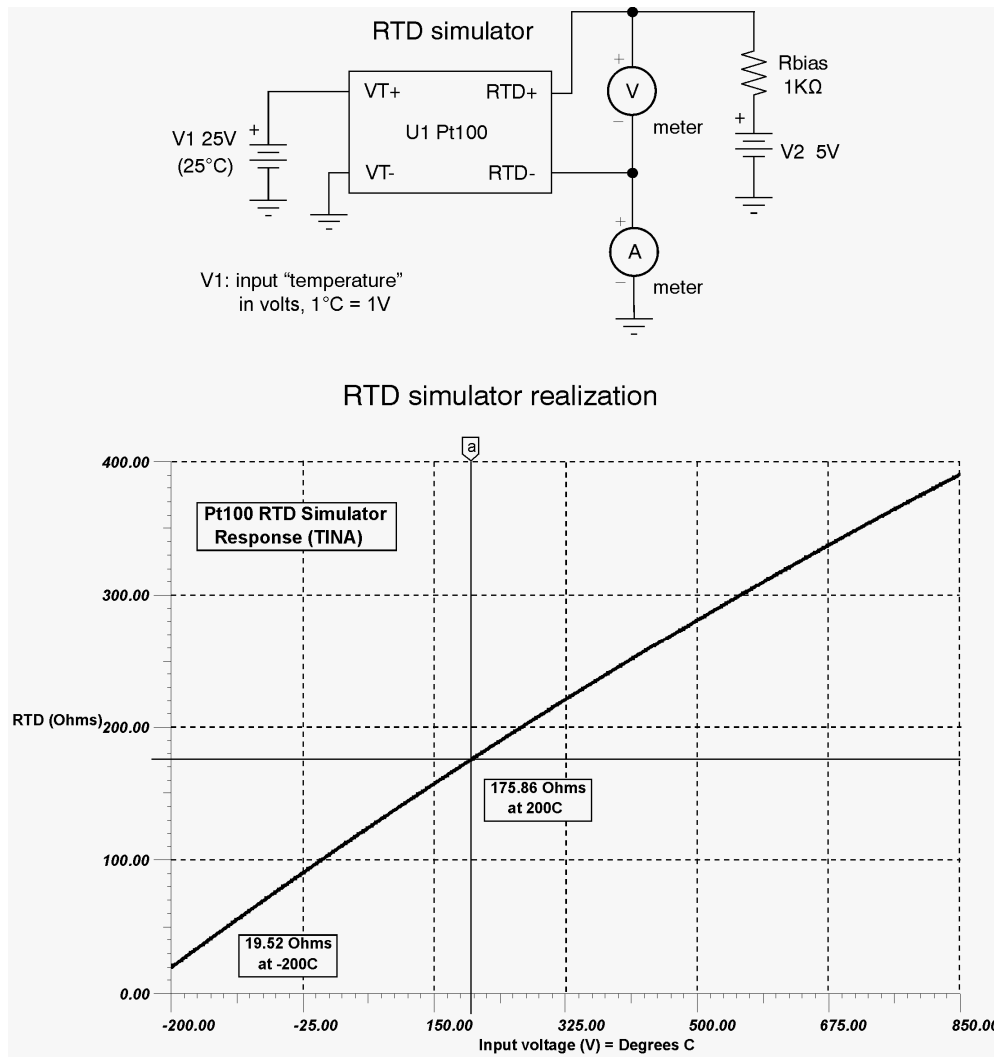 RTD simulator
VT+
RTD+
U1 Pt100
VT-
RTD-
V1 25V
(25°C)
+
+
V
−
meter
Rbias
1KΩ
+
V2 5V
+
A
−
meter
V1: input “temperature”
in volts, 1°C = 1V
RTD simulator realization
a
400.00
300.00
200.00
100.00
0.00
RTD (Ohms)
Pt100 RTD Simulator
Response (TINA)
175.86 Ohms
at 200C
19.52 Ohms
at -200C
-200.00
-25.00
150.00
325.00
500.00
675.00
850.0
Input voltage (V) = Degrees C